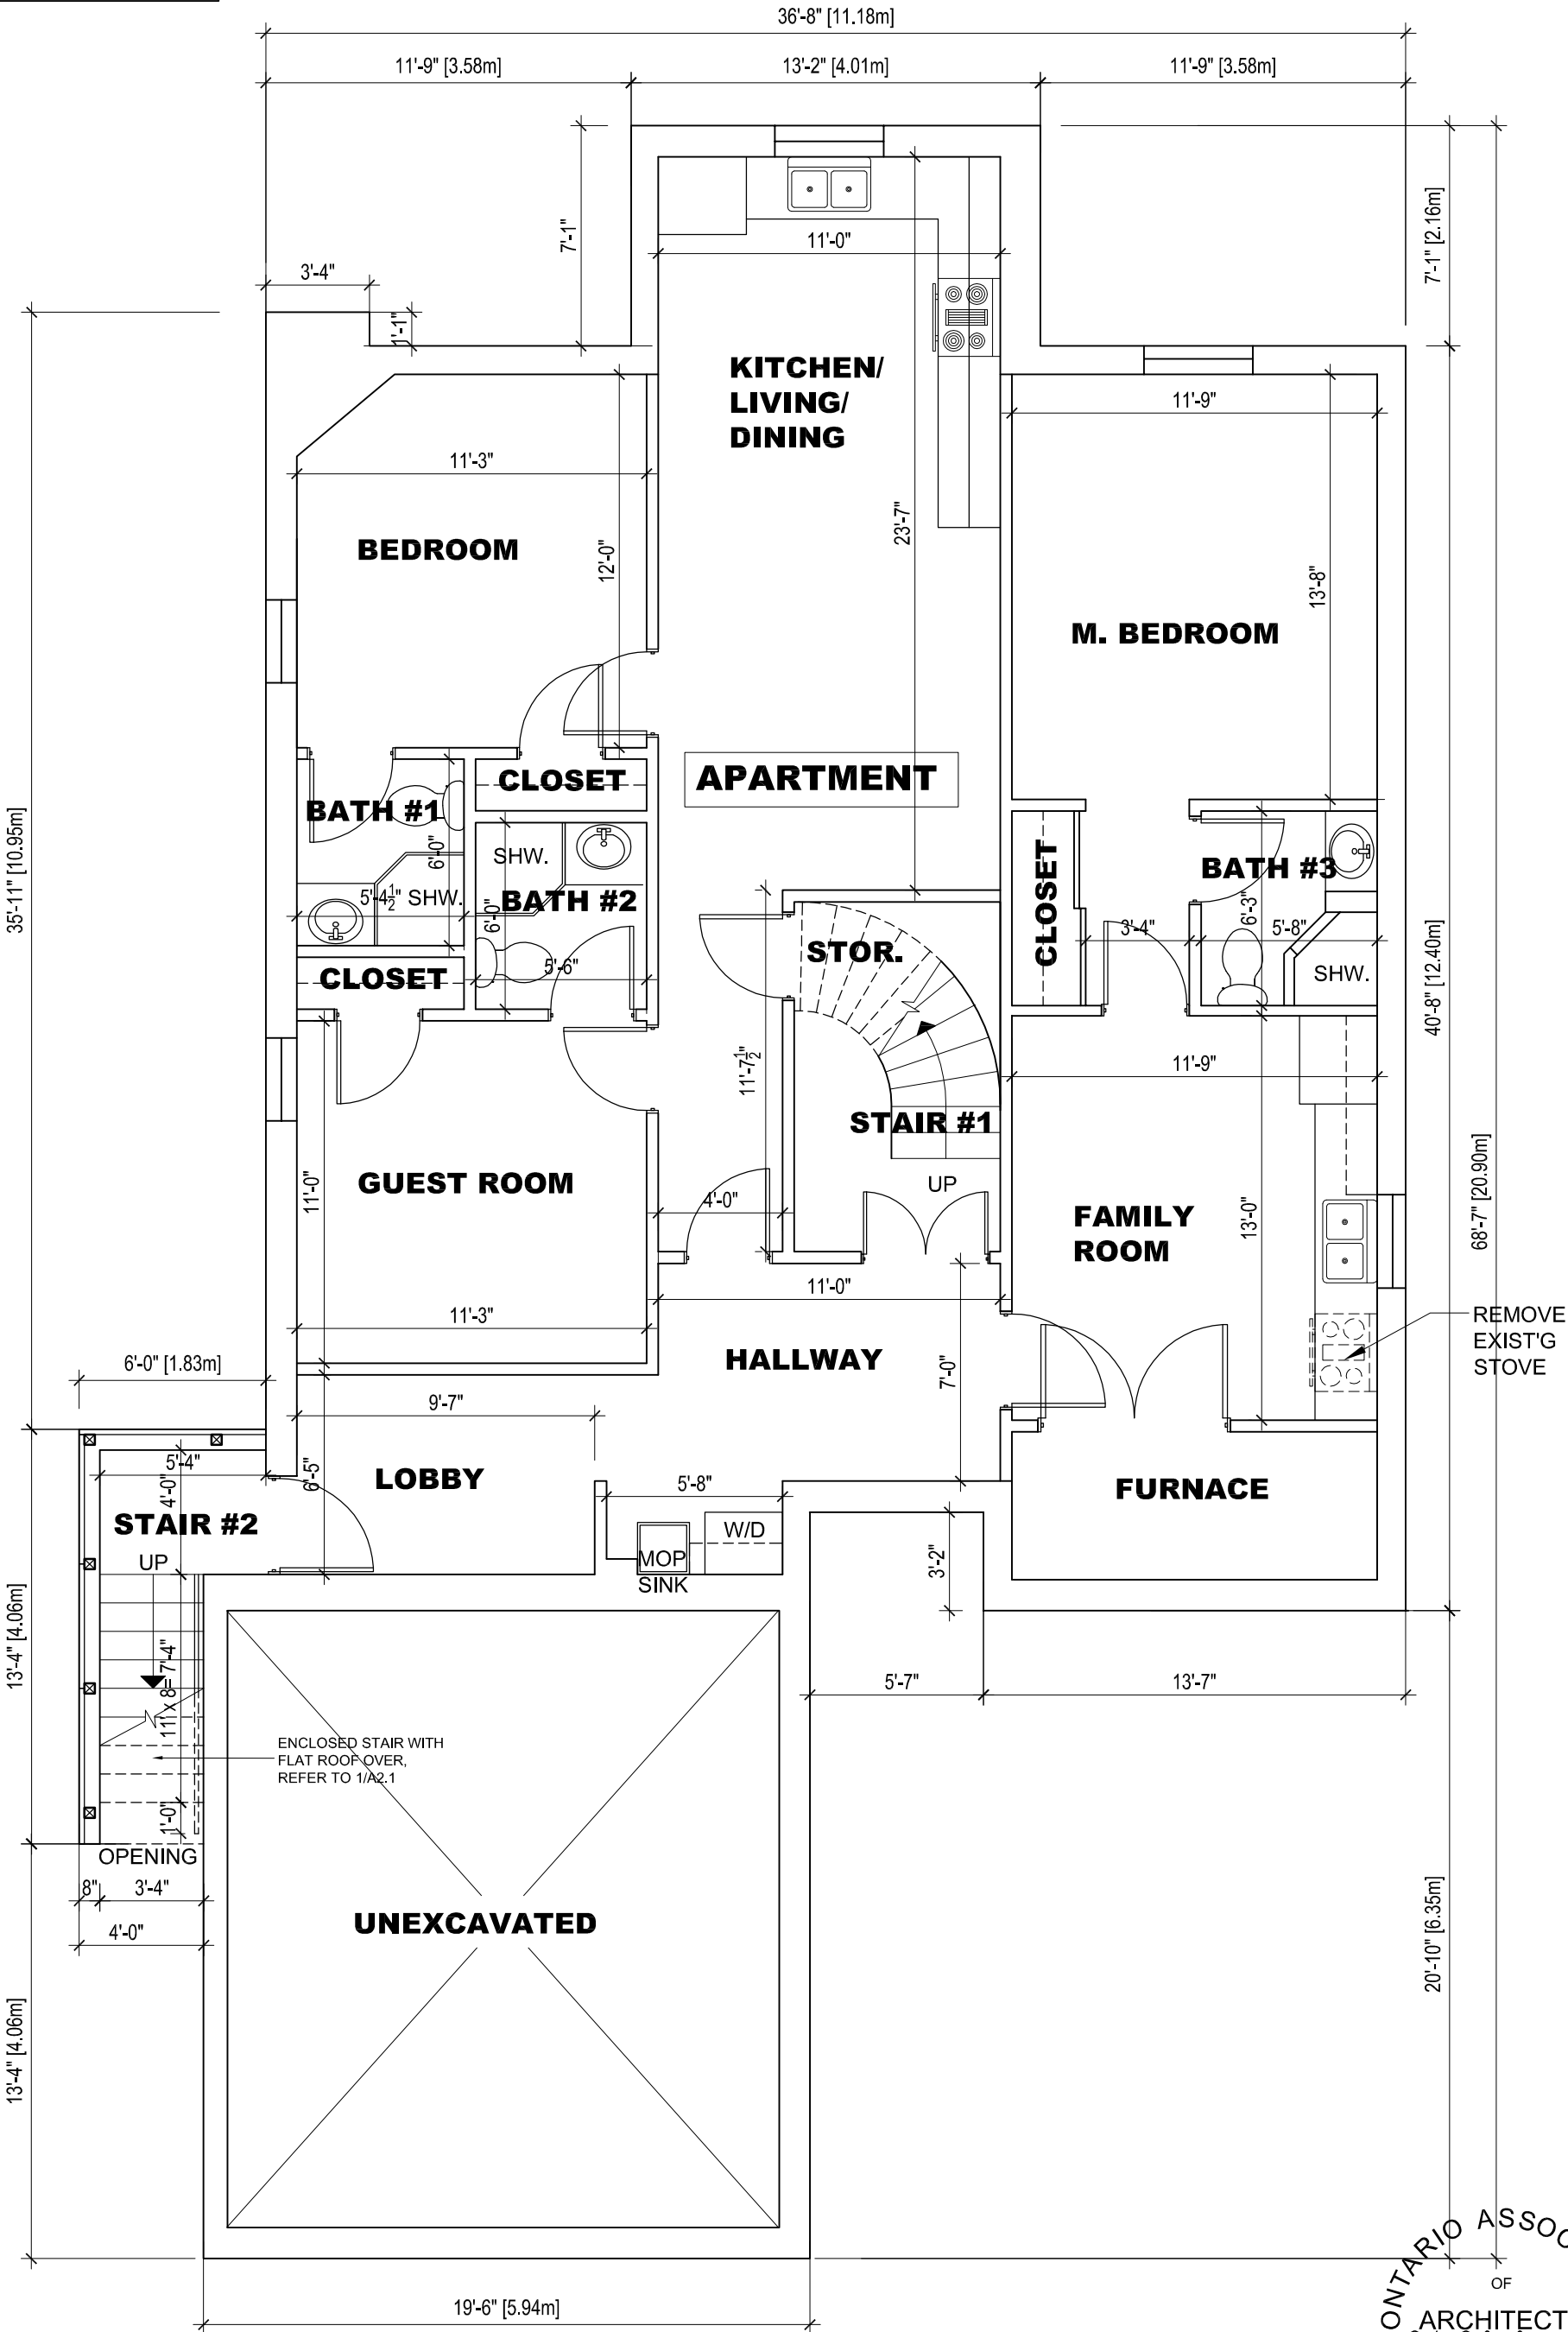 36'-8" [11.18m]
11'-9" [3.58m]
13'-2" [4.01m]
11'-9" [3.58m]
7'-1"
7'-1" [2.16m]
11'-0"
3'-4"
1'-1"
KITCHEN/
LIVING/
DINING
11'-9"
11'-3"
23'-7"
BEDROOM
12'-0"
13'-8"
M. BEDROOM
APARTMENT
CLOSET
BATH #1
6'-0"
SHW.
5'-4½" SHW.
BATH #2
6'-0"
CLOSET
BATH #3
6'-3"
3'-4"
5'-8"
SHW.
35'-11" [10.95m]
STOR.
5'-6"
CLOSET
40'-8" [12.40m]
11'-7½"
11'-9"
STAIR #1
UP
GUEST ROOM
11'-0"
4'-0"
FAMILY
ROOM
13'-0"
68'-7" [20.90m]
11'-0"
11'-3"
REMOVE
EXIST'G
STOVE
HALLWAY
7'-0"
6'-0" [1.83m]
9'-7"
5'-4"
4'-0"
6'-5"
LOBBY
5'-8"
FURNACE
STAIR #2
UP
W/D
MOP
SINK
3'-2"
13'-4" [4.06m]
11' x 8= 7'-4"
5'-7"
13'-7"
ENCLOSED STAIR WITH
FLAT ROOF OVER,
REFER TO 1/A2.1
1'-0"
OPENING
8"
3'-4"
4'-0"
UNEXCAVATED
20'-10" [6.35m]
13'-4" [4.06m]
19'-6" [5.94m]
ONTARIO ASSOC
OF
ARCHITECT